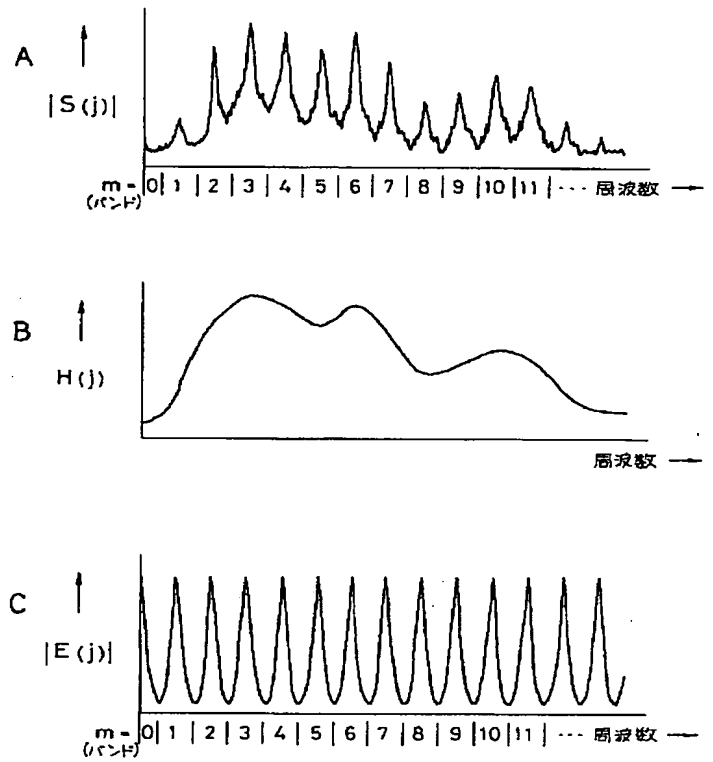 A
|S(j)|
m= 0 | 1 | 2 | 3 | 4 | 5 | 6 | 7 | 8 | 9 | 10 | 11 | ··· 周波数 →
(バンド)
B
H(j)
周波数 →
C
|E(j)|
m= 0 | 1 | 2 | 3 | 4 | 5 | 6 | 7 | 8 | 9 | 10 | 11 | ··· 周波数 →
(バンド)